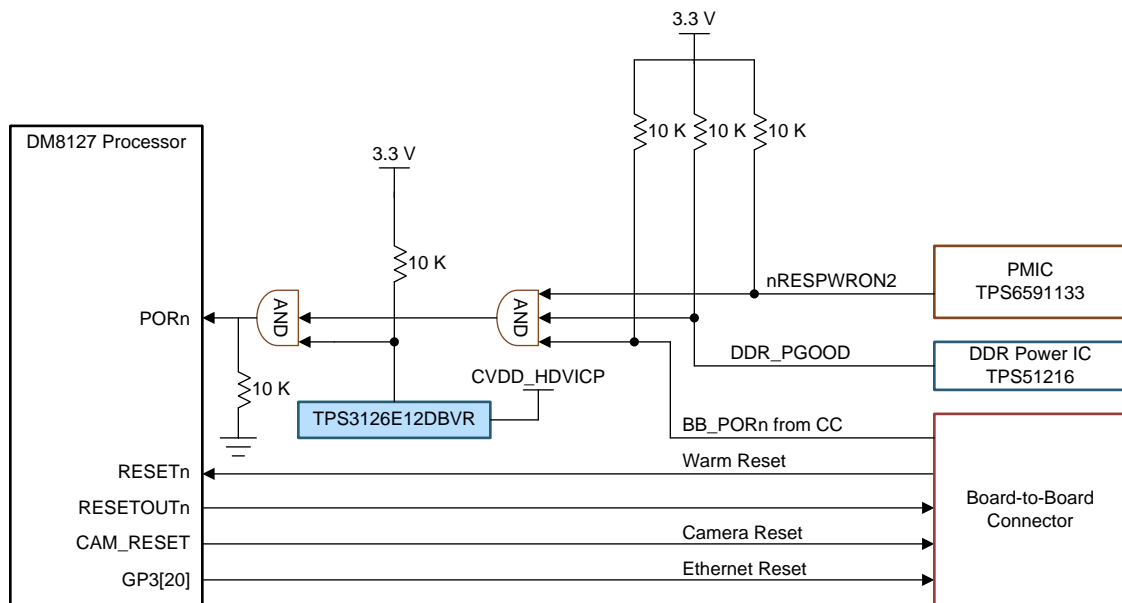 3.3 V
10 K
10 K
10 K
DM8127 Processor
3.3 V
10 K
nRESPWRON2
PMIC
TPS6591133
PORn
AND
AND
DDR_PGOOD
DDR Power IC
TPS51216
10 K
CVDD_HDVICP
TPS3126E12DBVR
BB_PORn from CC
RESETn
Warm Reset
RESETOUTn
Board-to-Board
Connector
CAM_RESET
Camera Reset
GP3[20]
Ethernet Reset